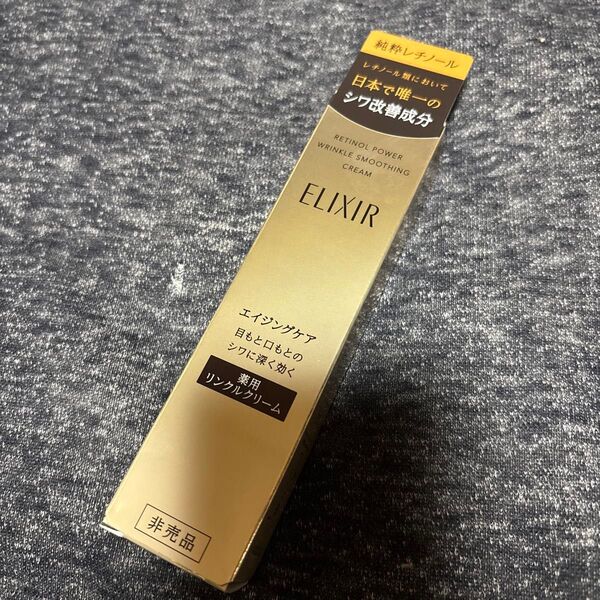 純粋レチノール
レチノール類において
日本で唯一の
シワ改善成分
RETINOL POWER
WRINKLE SMOOTHING
CREAM
ELIXIR
エイジングケア
目もと口もとの
シワに深く効く
薬用
リンクルクリーム
非売品